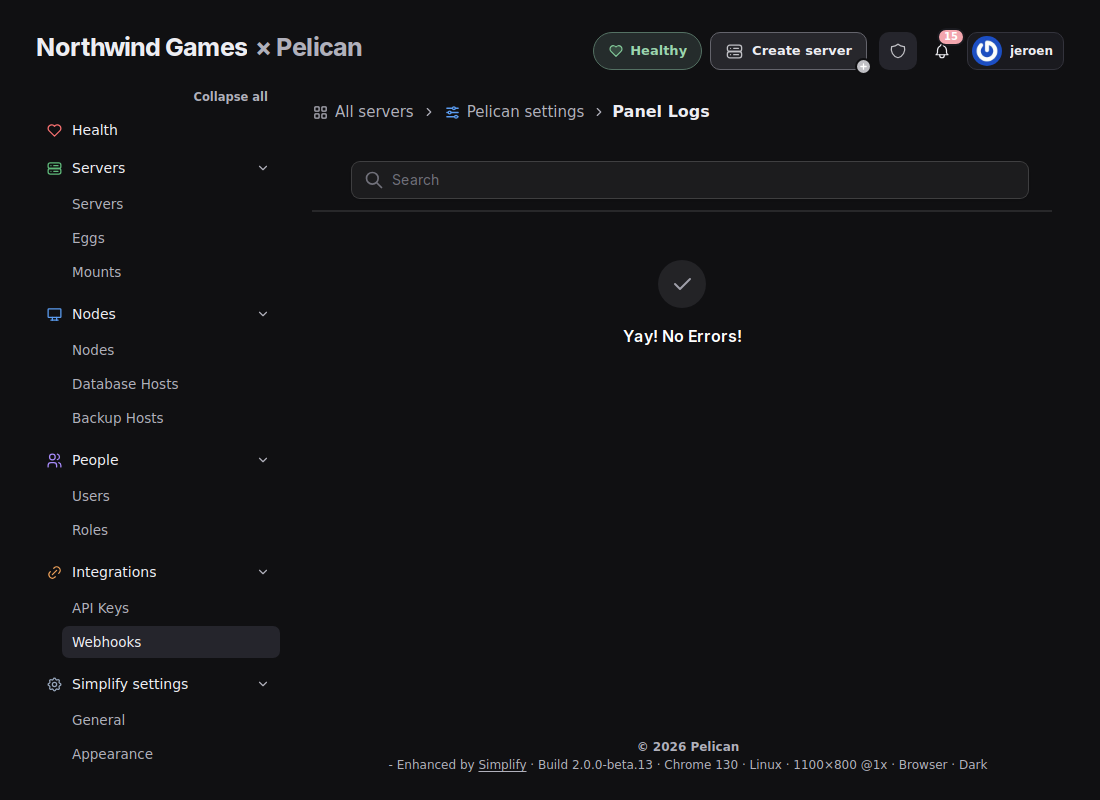 Northwind Games × Pelican
Healthy
Create server
15
jeroen
Collapse all
All servers > Pelican settings > Panel Logs
Health
Servers
Servers
Eggs
Mounts
Nodes
Nodes
Database Hosts
Backup Hosts
People
Users
Roles
Integrations
API Keys
Webhooks
Simplify settings
General
Appearance
Search
Yay! No Errors!
© 2026 Pelican
- Enhanced by Simplify · Build 2.0.0-beta.13 · Chrome 130 · Linux · 1100×800 @1x · Browser · Dark